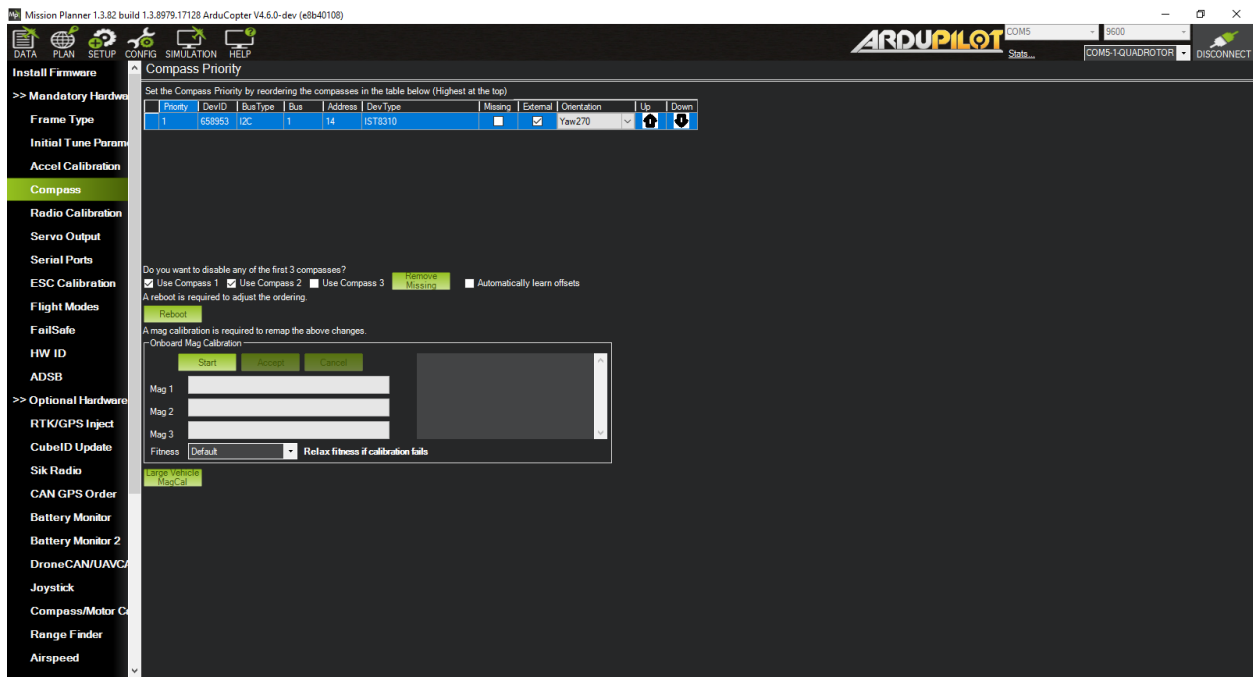 Mission Planner 1.3.82 build 1.3.8979.17128 ArduCopter V4.6.0-dev (e8b40108)
DATA PLAN SETUP CONFIG SIMULATION HELP
ARDUPILOT
COM5 9600
Stats... COM5-1-QUADROTOR DISCONNECT
Install Firmware
>> Mandatory Hardwa
Frame Type
Initial Tune Param
Accel Calibration
Compass
Radio Calibration
Servo Output
Serial Ports
ESC Calibration
Flight Modes
FailSafe
HW ID
ADSB
>> Optional Hardware
RTK/GPS Inject
CubeID Update
Sik Radio
CAN GPS Order
Battery Monitor
Battery Monitor 2
DroneCAN/UAVCA
Joystick
Compass/Motor Ca
Range Finder
Airspeed
Compass Priority
Set the Compass Priority by reordering the compasses in the table below (Highest at the top)
Priority DevID BusType Bus Address DevType Missing External Orientation Up Down
1 658953 I2C 1 14 IST8310 Yaw270
Do you want to disable any of the first 3 compasses?
Use Compass 1 Use Compass 2 Use Compass 3 Remove Missing Automatically learn offsets
A reboot is required to adjust the ordering.
Reboot
A mag calibration is required to remap the above changes.
Onboard Mag Calibration
Start Accept Cancel
Mag 1
Mag 2
Mag 3
Fitness Default Relax fitness if calibration fails
Large Vehicle
MagCal